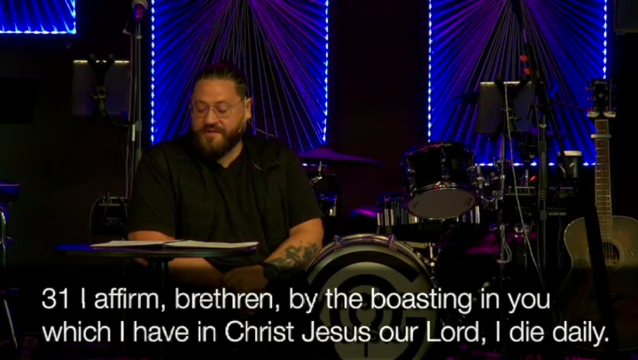 31 I affirm, brethren, by the boasting in you
which I have in Christ Jesus our Lord, I die daily.